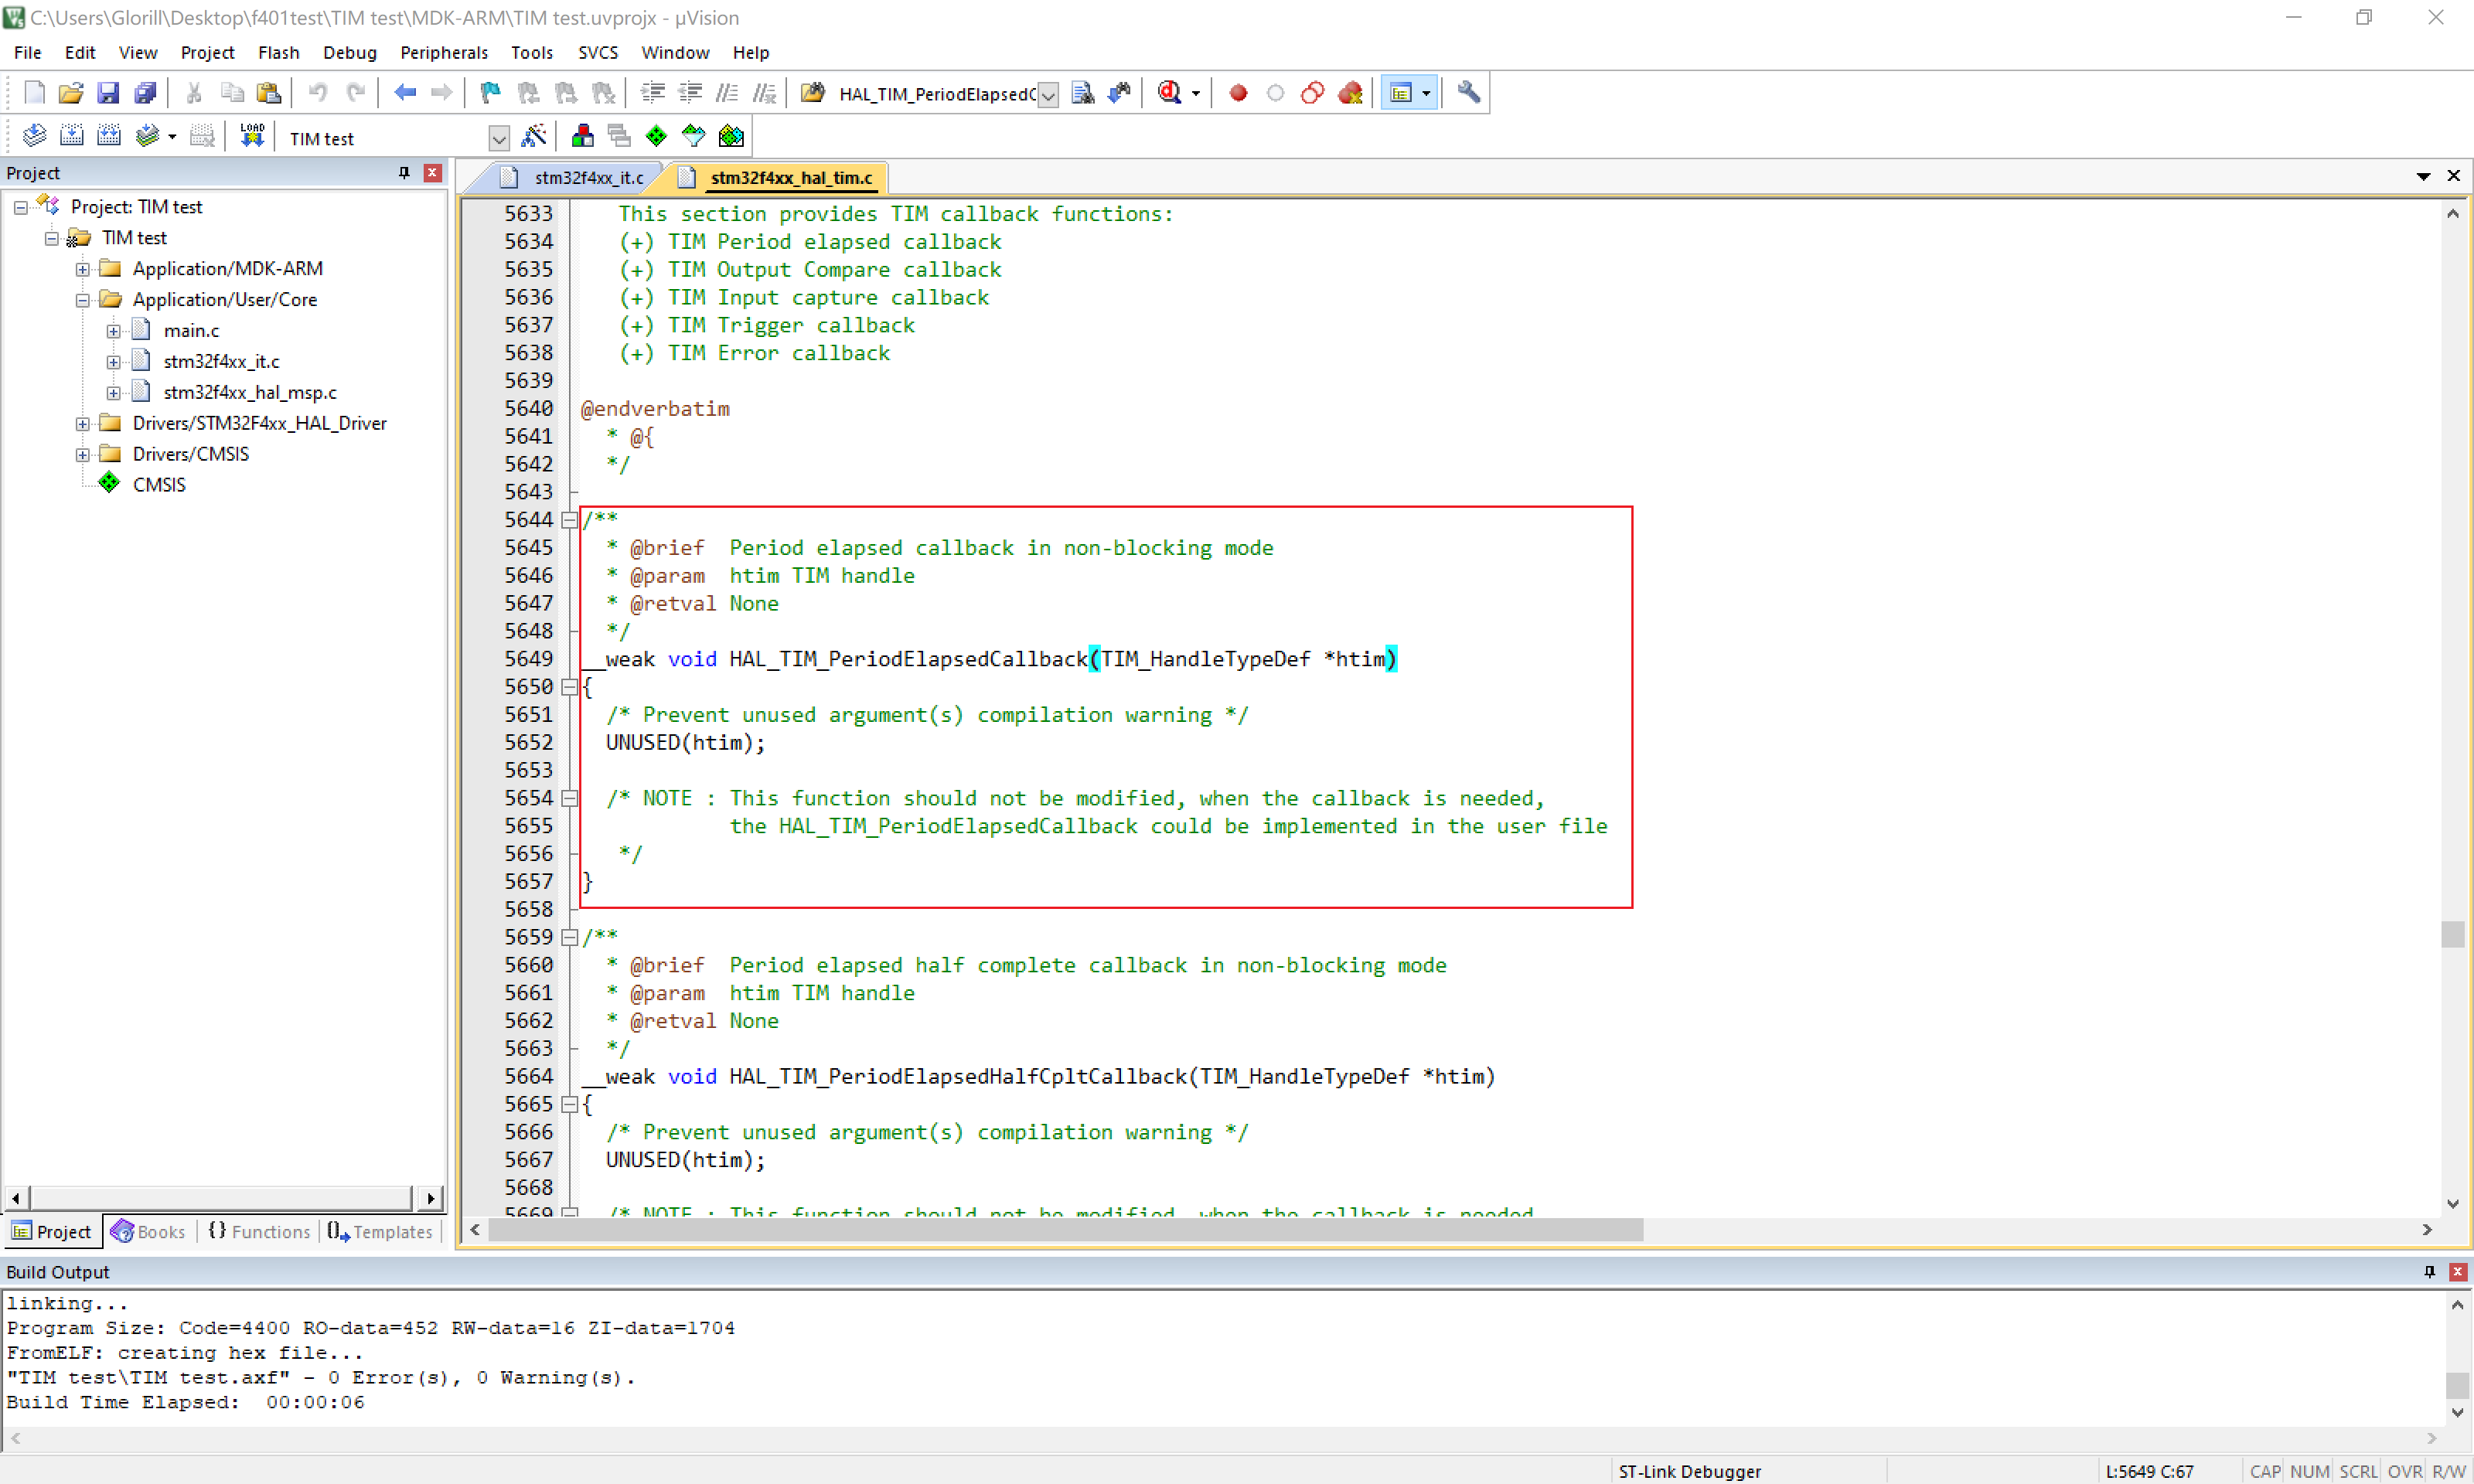 C:\Users\Glorill\Desktop\f401test\TIM test\MDK-ARM\TIM test.uvprojx - µVision
File Edit View Project Flash Debug Peripherals Tools SVCS Window Help
HAL_TIM_PeriodElapsedC
LOAD TIM test
Project
Project: TIM test
TIM test
Application/MDK-ARM
Application/User/Core
main.c
stm32f4xx_it.c
stm32f4xx_hal_msp.c
Drivers/STM32F4xx_HAL_Driver
Drivers/CMSIS
CMSIS
Project Books {} Functions Templates
stm32f4xx_it.c stm32f4xx_hal_tim.c
5633 This section provides TIM callback functions:
5634 (+) TIM Period elapsed callback
5635 (+) TIM Output Compare callback
5636 (+) TIM Input capture callback
5637 (+) TIM Trigger callback
5638 (+) TIM Error callback
5639
5640 @endverbatim
5641 * @{
5642 */
5643
5644 /**
5645 * @brief Period elapsed callback in non-blocking mode
5646 * @param htim TIM handle
5647 * @retval None
5648 */
5649 __weak void HAL_TIM_PeriodElapsedCallback(TIM_HandleTypeDef *htim)
5650 {
5651 /* Prevent unused argument(s) compilation warning */
5652 UNUSED(htim);
5653
5654 /* NOTE : This function should not be modified, when the callback is needed,
5655 the HAL_TIM_PeriodElapsedCallback could be implemented in the user file
5656 */
5657 }
5658
5659 /**
5660 * @brief Period elapsed half complete callback in non-blocking mode
5661 * @param htim TIM handle
5662 * @retval None
5663 */
5664 __weak void HAL_TIM_PeriodElapsedHalfCpltCallback(TIM_HandleTypeDef *htim)
5665 {
5666 /* Prevent unused argument(s) compilation warning */
5667 UNUSED(htim);
5668
5669 /* NOTE : This function should not be modified, when the callback is needed
Build Output
linking...
Program Size: Code=4400 RO-data=452 RW-data=16 ZI-data=1704
FromELF: creating hex file...
"TIM test\TIM test.axf" - 0 Error(s), 0 Warning(s).
Build Time Elapsed: 00:00:06
ST-Link Debugger L:5649 C:67 CAP NUM SCRL OVR R/W